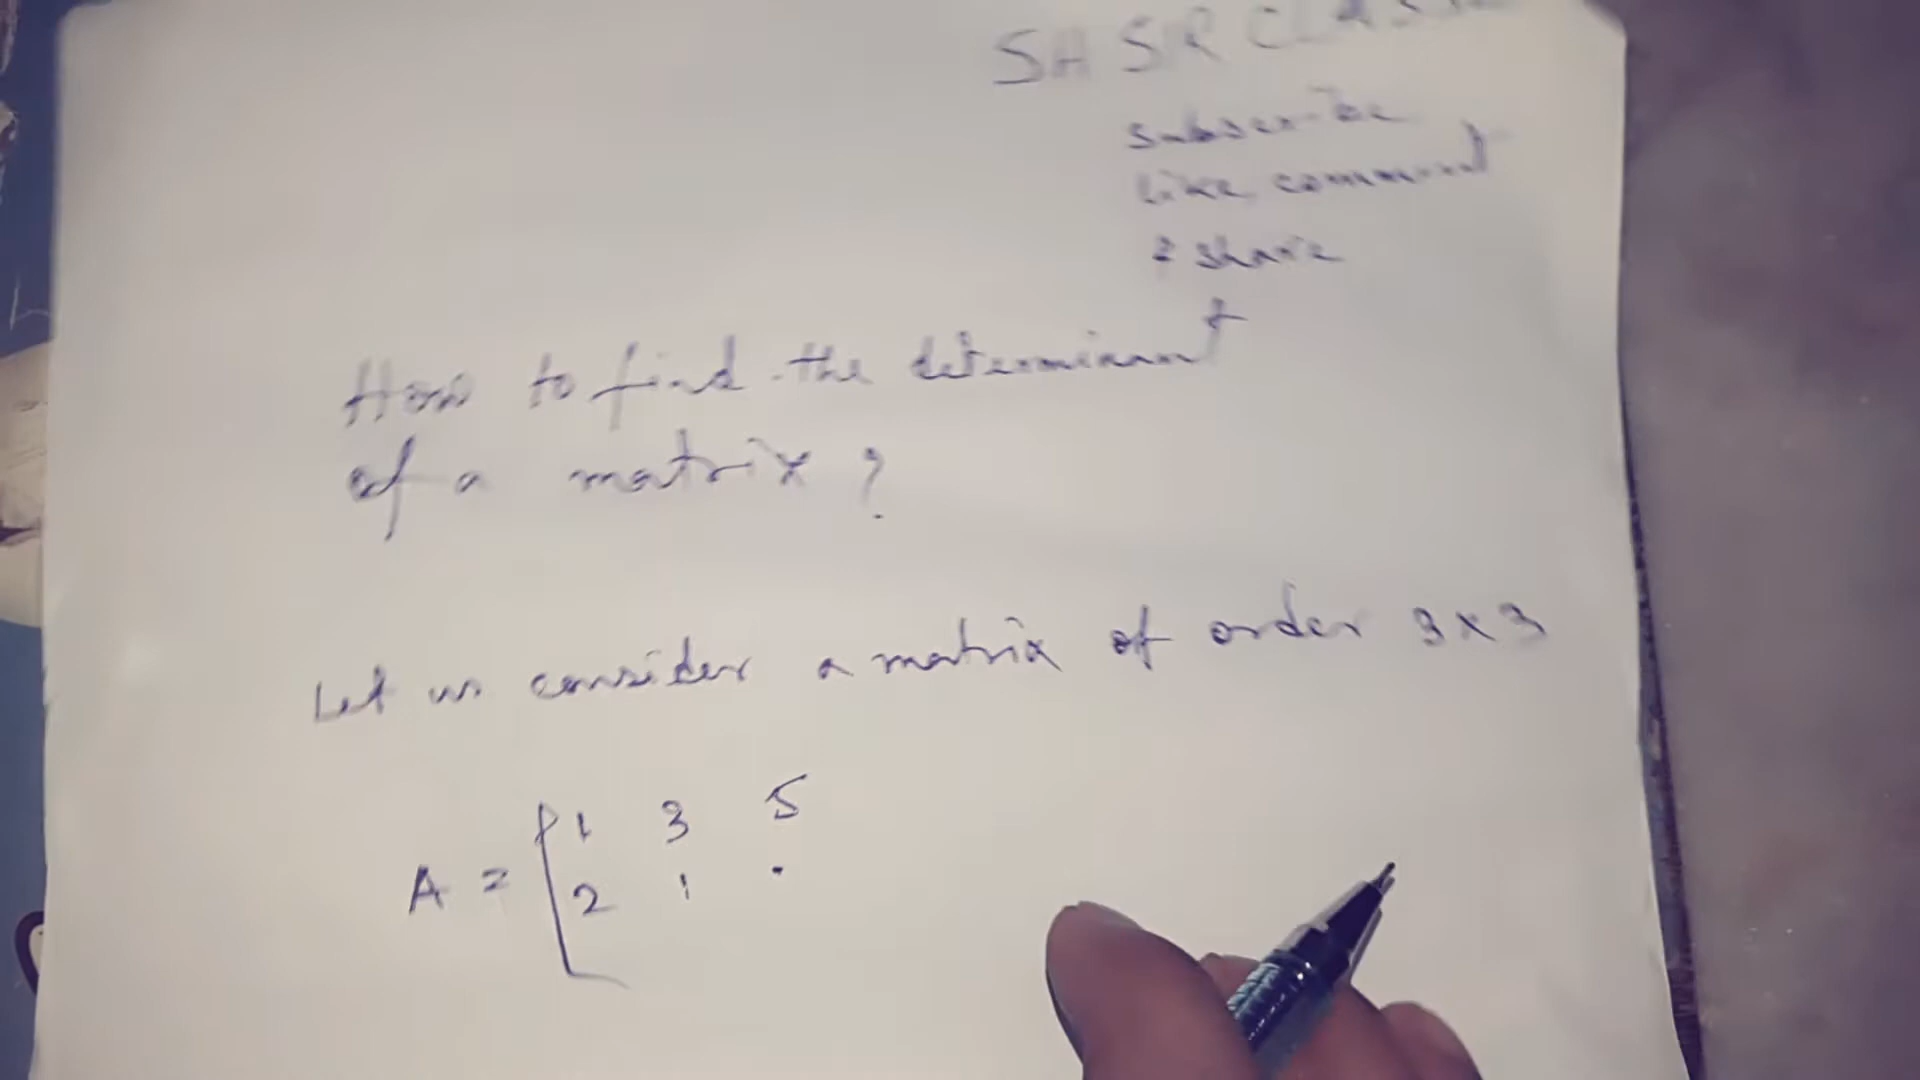 SH SIR CLASSES
subscribe
like, comment
& share
How to find the determinant
of a matrix ?
Let us consider a matrix of order 3x3
A = [ 1 3 5
2 1 .